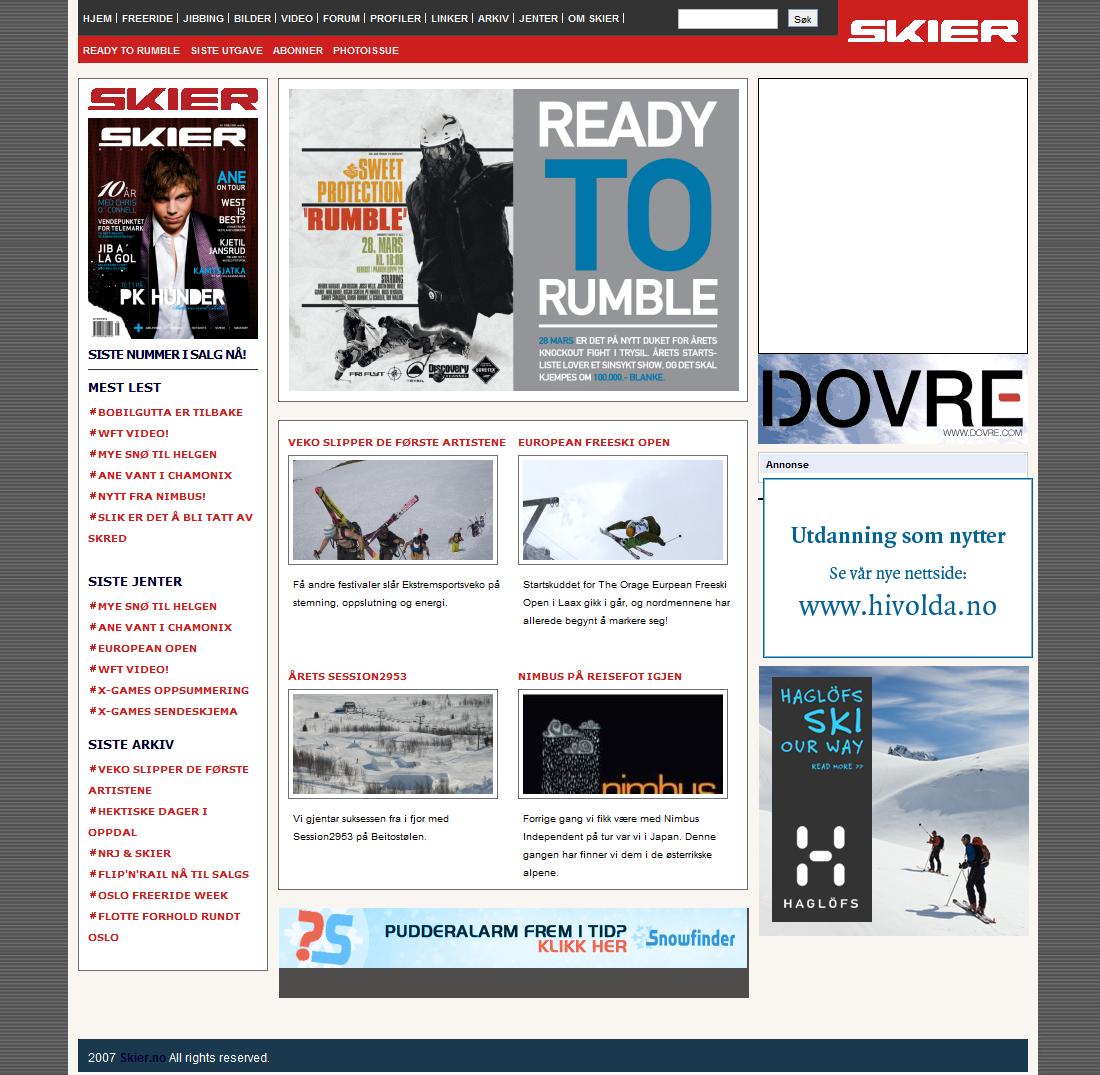 HJEM | FREERIDE | JIBBING | BILDER | VIDEO | FORUM | PROFILER | LINKER | ARKIV | JENTER | OM SKIER |
Søk
SKIER
READY TO RUMBLE SISTE UTGAVE ABONNER PHOTOISSUE
SKIER
SKIER
10 ÅR
MED CHRIS
O´CONNELL
VENDEPUNKTET
FOR TELEMARK
JIB A´
LA GOL
ANE
ON TOUR
WEST
IS
BEST?
KJETIL
JANSRUD
KAMTSJATKA
TETT PÅ
PK HUNDER
SISTE NUMMER I SALG NÅ!
MEST LEST
#BOBILGUTTA ER TILBAKE
#WFT VIDEO!
#MYE SNØ TIL HELGEN
#ANE VANT I CHAMONIX
#NYTT FRA NIMBUS!
#SLIK ER DET Å BLI TATT AV
SKRED
SISTE JENTER
#MYE SNØ TIL HELGEN
#ANE VANT I CHAMONIX
#EUROPEAN OPEN
#WFT VIDEO!
#X-GAMES OPPSUMMERING
#X-GAMES SENDESKJEMA
SISTE ARKIV
#VEKO SLIPPER DE FØRSTE
ARTISTENE
#HEKTISKE DAGER I
OPPDAL
#NRJ & SKIER
#FLIP'N'RAIL NÅ TIL SALGS
#OSLO FREERIDE WEEK
#FLOTTE FORHOLD RUNDT
OSLO
SWEET
PROTECTION
"RUMBLE"
28. MARS
KL 18:00
STARRING
FRI FLYT
TRYSIL
Discovery
CHANNEL
GORE-TEX
READY
TO
RUMBLE
28 MARS ER DET PÅ NYTT DUKET FOR ÅRETS
KNOCKOUT FIGHT I TRYSIL. ÅRETS STARTS-
LISTE LOVER ET SINSYKT SHOW, OG DET SKAL
KJEMPES OM 100.000,- BLANKE.
VEKO SLIPPER DE FØRSTE ARTISTENE
Få andre festivaler slår Ekstremsportsveko på
stemning, oppslutning og energi.
EUROPEAN FREESKI OPEN
Startskuddet for The Orage Eurpean Freeski
Open i Laax gikk i går, og nordmennene har
allerede begynt å markere seg!
ÅRETS SESSION2953
Vi gjentar suksessen fra i fjor med
Session2953 på Beitostølen.
NIMBUS PÅ REISEFOT IGJEN
nimbus
Forrige gang vi fikk være med Nimbus
Independent på tur var vi i Japan. Denne
gangen har finner vi dem i de østerrikske
alpene.
?S
PUDDERALARM FREM I TID?
KLIKK HER
Snowfinder
DOVRE
WWW.DOVRE.COM
Annonse
Utdanning som nytter
Se vår nye nettside:
www.hivolda.no
HAGLÖFS
SKI
OUR WAY
READ MORE >>
HAGLÖFS
2007 Skier.no All rights reserved.